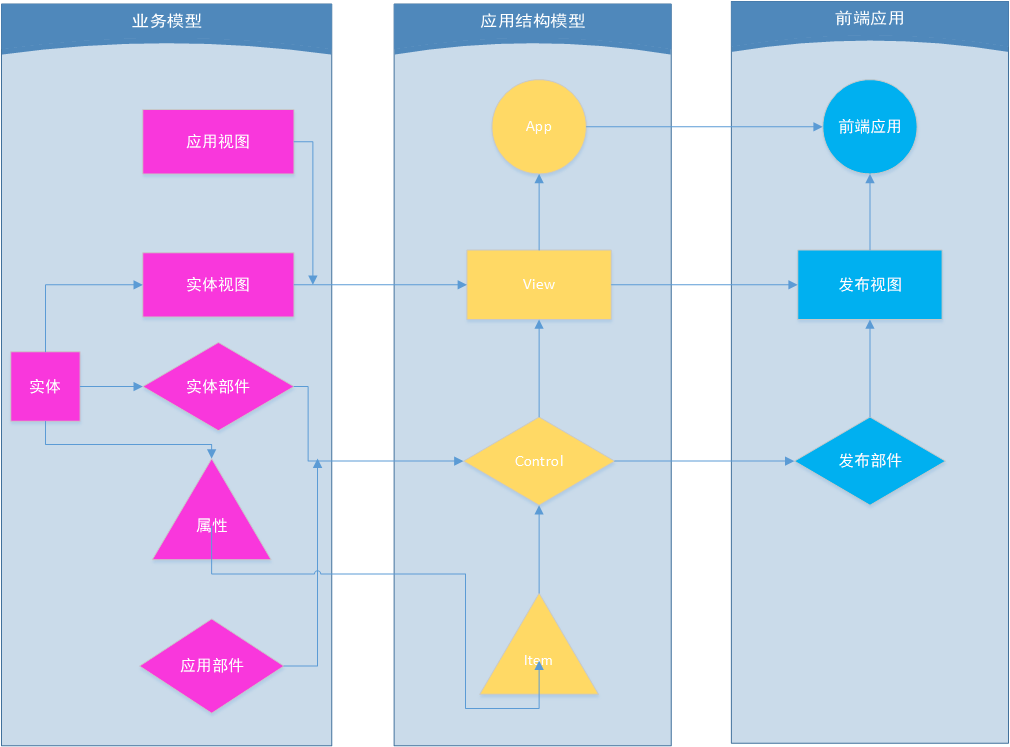 业务模型
应用视图
实体视图
实体
实体部件
属性
应用部件
应用结构模型
App
View
Control
Item
前端应用
前端应用
发布视图
发布部件